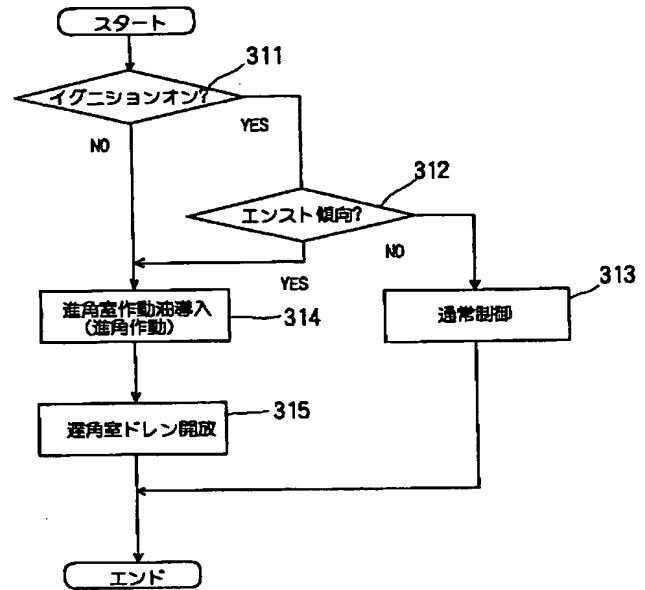 スタート
311
イグニションオン?
YES
NO
312
エンスト傾向?
NO
YES
313
進角室作動油導入
(進角作動)
314
通常制御
315
遅角室ドレン開放
エンド